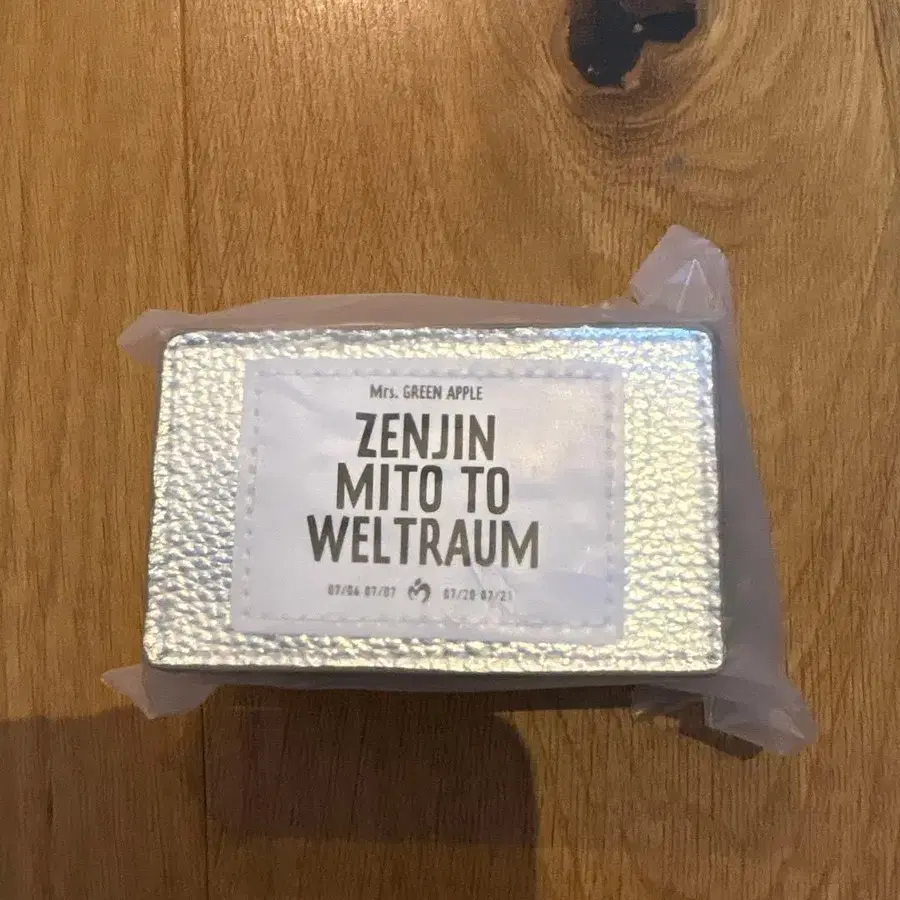 Mrs. GREEN APPLE
ZENJIN
MITO TO
WELTRAUM
07/06-07/07 07/20-07/21